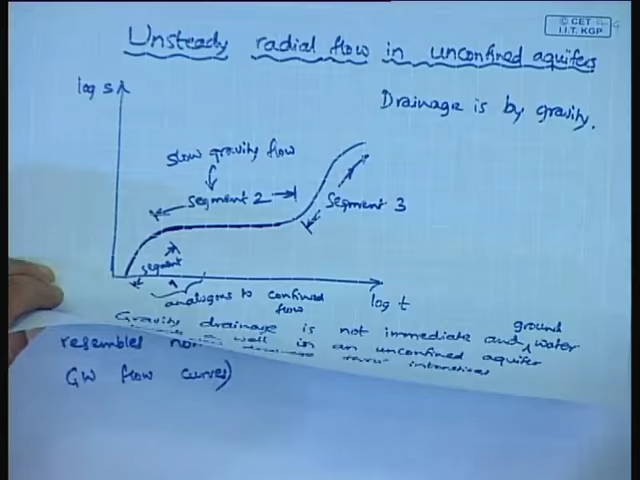 © CET
I.I.T. KGP
Unsteady radial flow in unconfined aquifers
log s
Drainage is by gravity.
slow gravity flow
segment 2
segment 3
segment
1
analogous to confined
flow
log t
ground
Gravity drainage is not immediate and water
a well in an unconfined aquifer
resembles
GW flow curves)